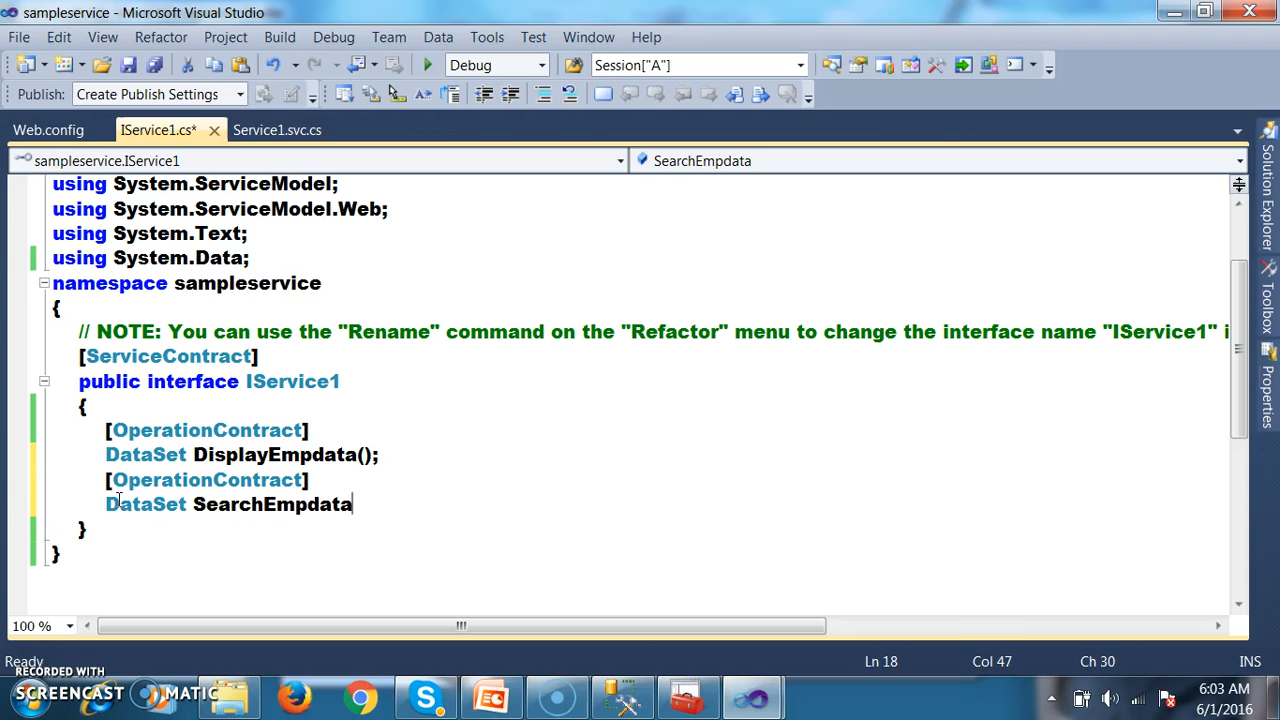 sampleservice - Microsoft Visual Studio
File Edit View Refactor Project Build Debug Team Data Tools Test Window Help
Debug Session["A"]
Publish: Create Publish Settings
Web.config IService1.cs* Service1.svc.cs
sampleservice.IService1 SearchEmpdata
using System.ServiceModel;
using System.ServiceModel.Web;
using System.Text;
using System.Data;
namespace sampleservice
{
// NOTE: You can use the "Rename" command on the "Refactor" menu to change the interface name "IService1" i
[ServiceContract]
public interface IService1
{
[OperationContract]
DataSet DisplayEmpdata();
[OperationContract]
DataSet SearchEmpdata
}
}
Solution Explorer
Toolbox
Properties
100 %
Ready Ln 18 Col 47 Ch 30 INS
RECORDED WITH
SCREENCAST MATIC
6:03 AM
6/1/2016